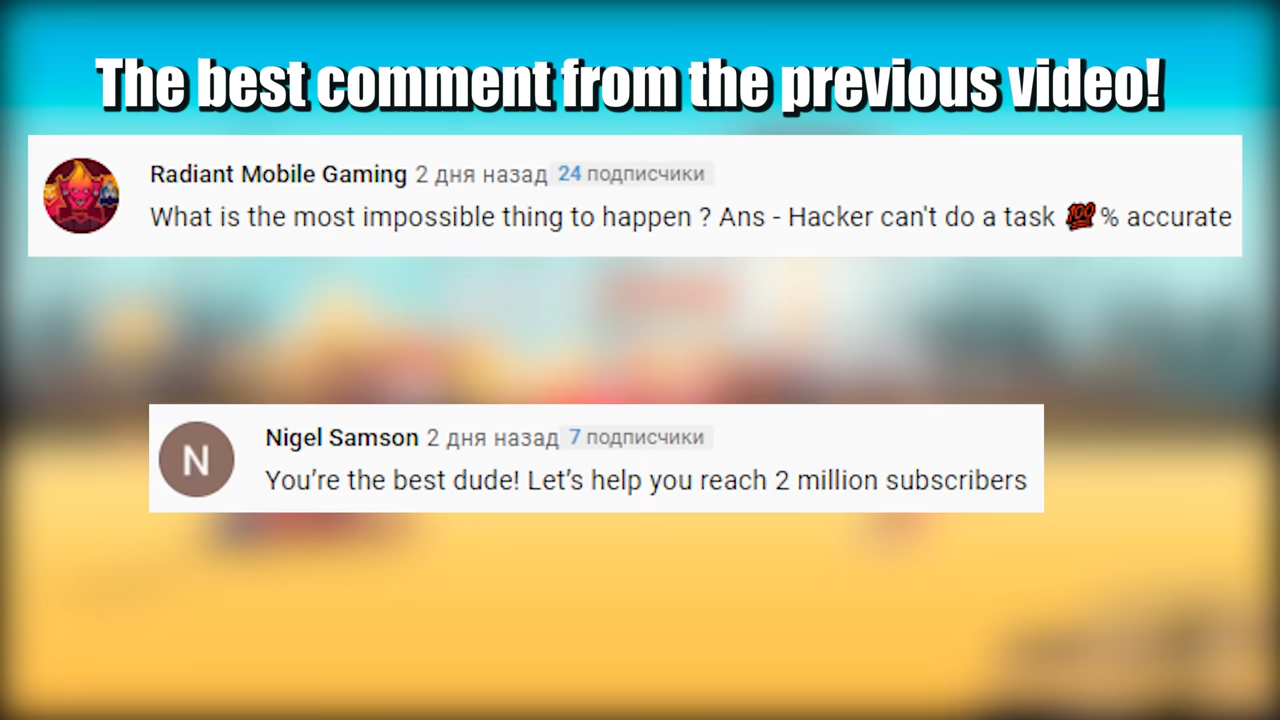 The best comment from the previous video!
Radiant Mobile Gaming 2 дня назад 24 подписчики
What is the most impossible thing to happen ? Ans - Hacker can't do a task 💯 % accurate
N
Nigel Samson 2 дня назад 7 подписчики
You’re the best dude! Let’s help you reach 2 million subscribers